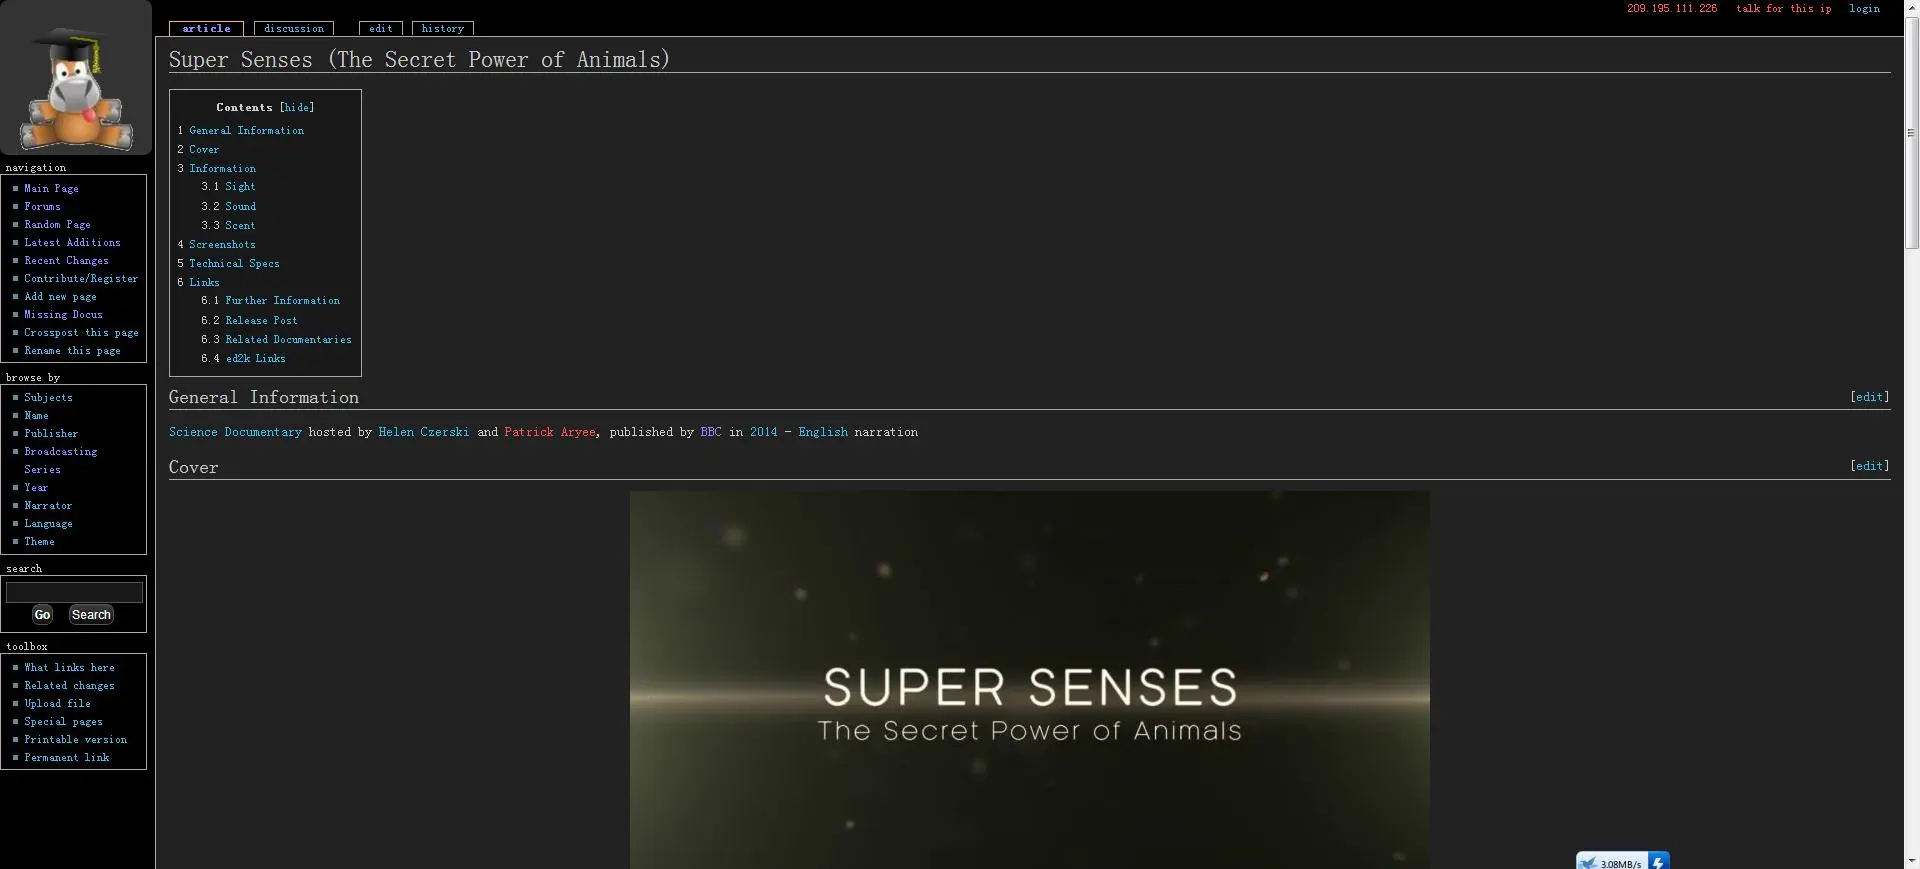 209.195.111.226 talk for this ip login
article discussion edit history
Super Senses (The Secret Power of Animals)
Contents [hide]
1 General Information
2 Cover
3 Information
3.1 Sight
3.2 Sound
3.3 Scent
4 Screenshots
5 Technical Specs
6 Links
6.1 Further Information
6.2 Release Post
6.3 Related Documentaries
6.4 ed2k Links
navigation
Main Page
Forums
Random Page
Latest Additions
Recent Changes
Contribute/Register
Add new page
Missing Docus
Crosspost this page
Rename this page
browse by
Subjects
Name
Publisher
Broadcasting
Series
Year
Narrator
Language
Theme
search
Go Search
toolbox
What links here
Related changes
Upload file
Special pages
Printable version
Permanent link
General Information [edit]
Science Documentary hosted by Helen Czerski and Patrick Aryee, published by BBC in 2014 - English narration
Cover [edit]
SUPER SENSES
The Secret Power of Animals
3.08MB/s